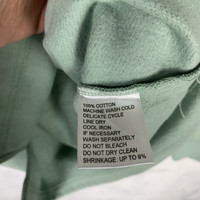 100% COTTON
MACHINE WASH COLD
DELICATE CYCLE
LINE DRY
COOL IRON
IF NECESSARY
WASH SEPARATELY
DO NOT BLEACH
DO NOT DRY CLEAN
SHRINKAGE: UP TO 6%